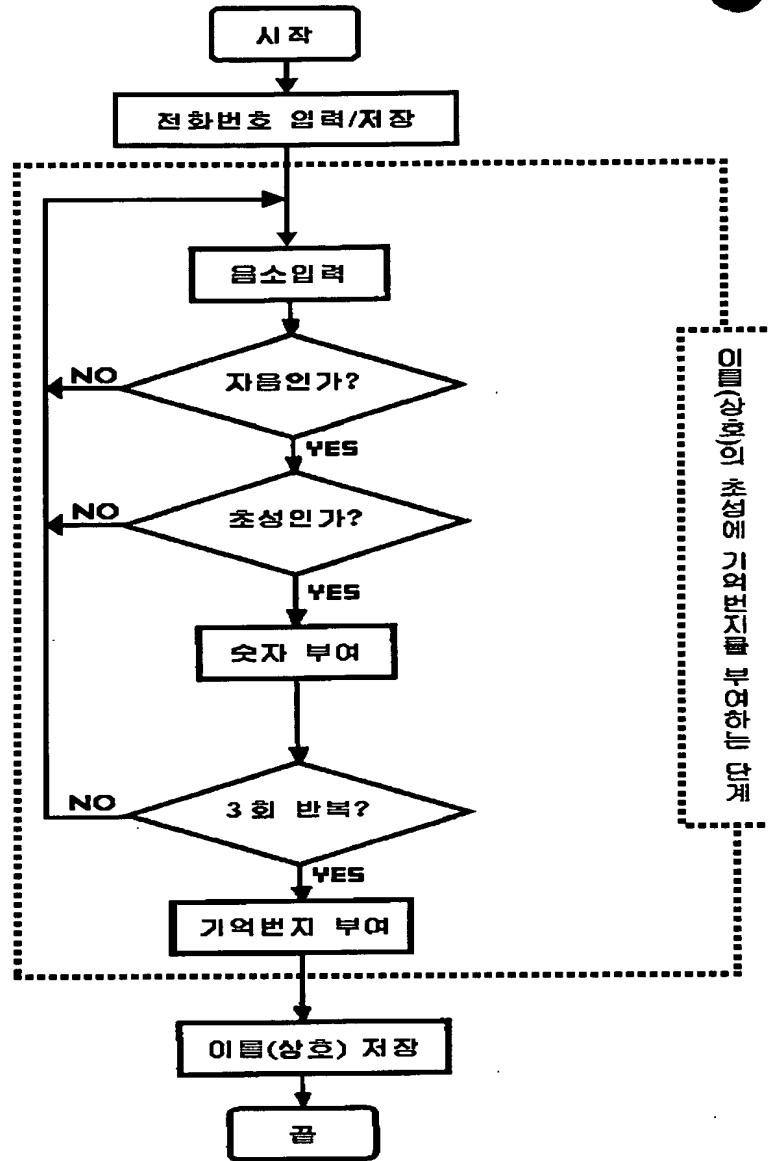 시작
전화번호 입력/저장
음소입력
자음인가?
NO
YES
초성인가?
NO
YES
숫자 부여
3회 반복?
NO
YES
기억번지 부여
이름(상호) 저장
끝
이름(상호)의 초성에 기억번지를 부여하는 단계